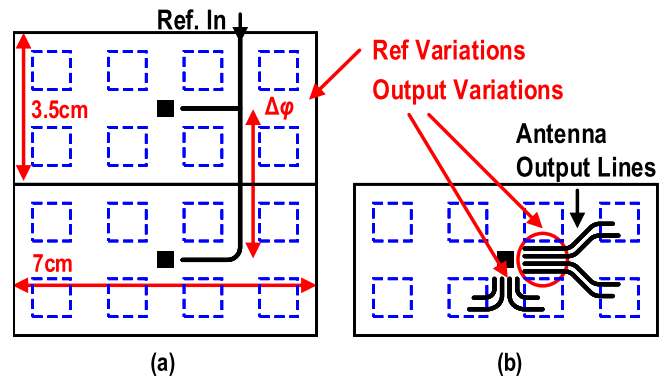 Ref. In
Ref Variations
Output Variations
3.5cm
Δφ
Antenna
Output Lines
7cm
(a)
(b)